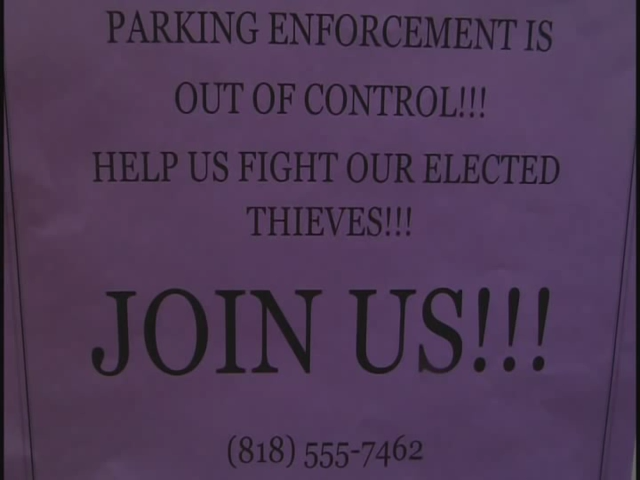 PARKING ENFORCEMENT IS
OUT OF CONTROL!!!
HELP US FIGHT OUR ELECTED
THIEVES!!!
JOIN US!!!
(818) 555-7462